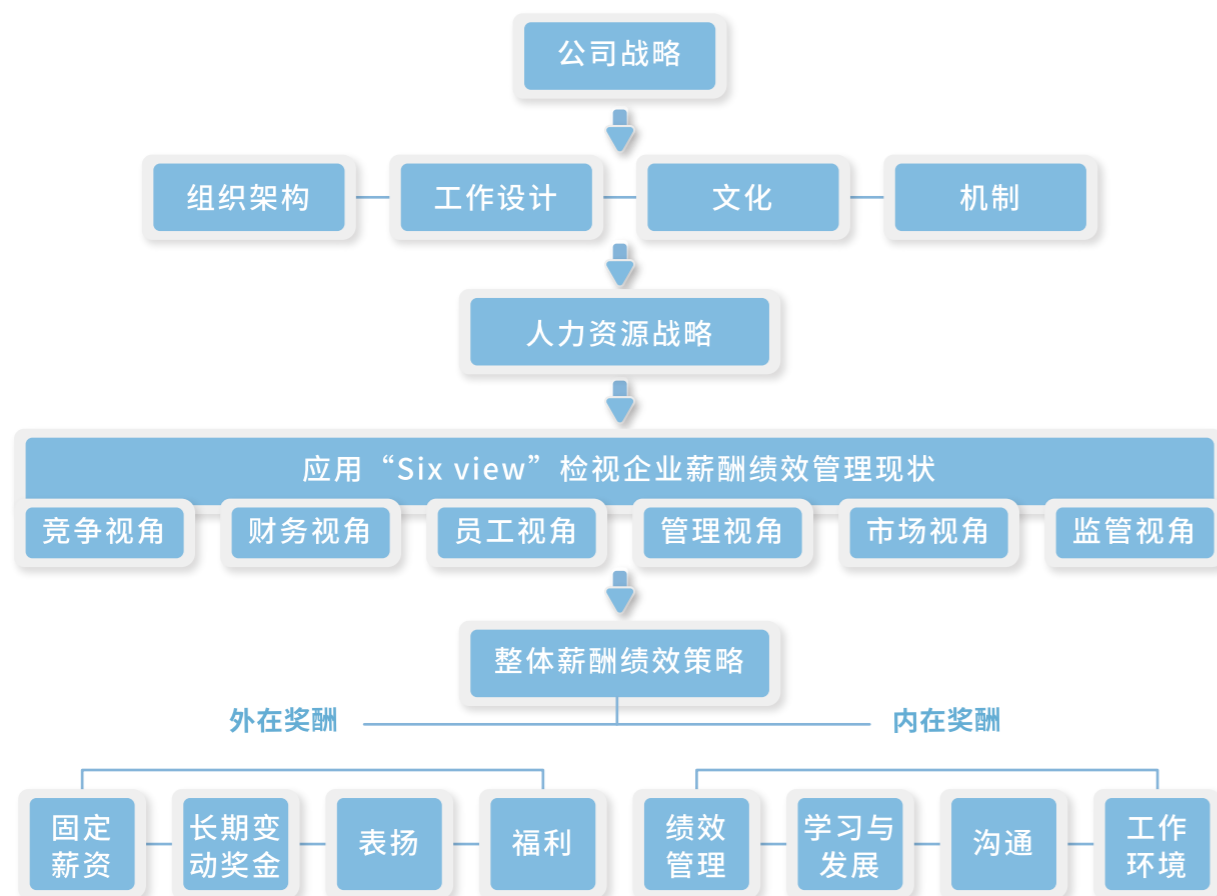 公司战略
组织架构 工作设计 文化 机制
人力资源战略
应用“Six view”检视企业薪酬绩效管理现状
竞争视角 财务视角 员工视角 管理视角 市场视角 监管视角
整体薪酬绩效策略
外在奖酬 内在奖酬
固定
薪资
长期变
动奖金
表扬
福利
绩效
管理
学习与
发展
沟通
工作
环境